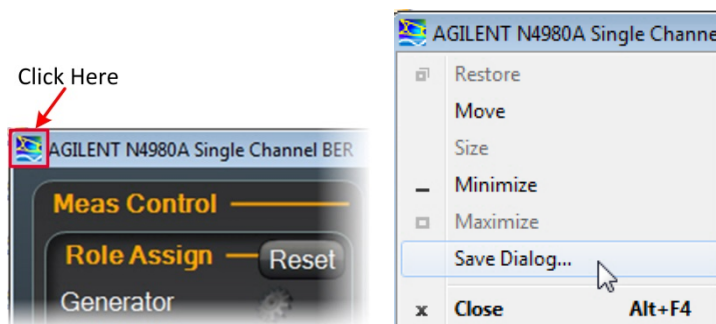 Click Here
AGILENT N4980A Single Channel BER
Meas Control
Role Assign
Reset
Generator
AGILENT N4980A Single Channe
Restore
Move
Size
Minimize
Maximize
Save Dialog...
Close Alt+F4